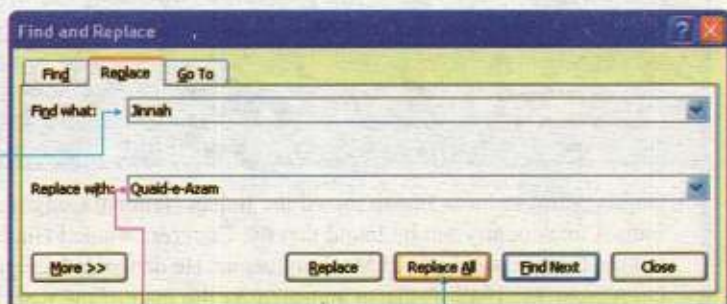 Find and Replace
Find Replace Go To
Find what: Jinnah
Replace with: Quaid-e-Azam
More >> Replace Replace All Find Next Close